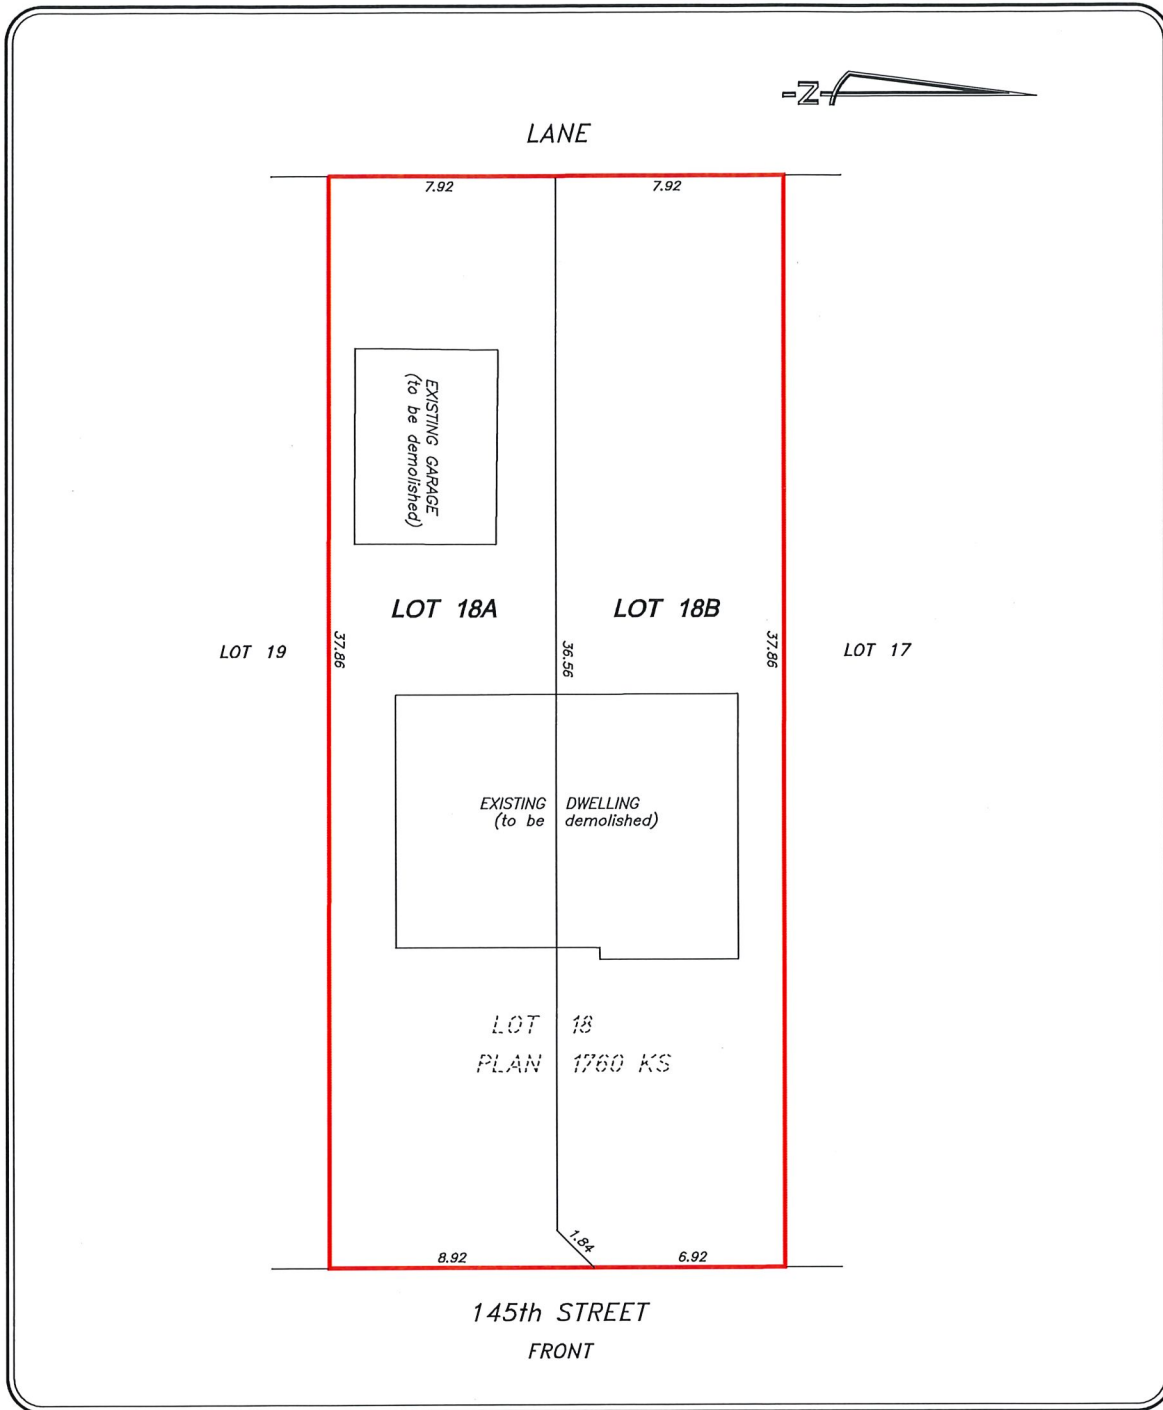 -N-
LANE
7.92
7.92
EXISTING GARAGE
(to be demolished)
LOT 18A
LOT 18B
LOT 19
37.86
36.56
37.86
LOT 17
EXISTING DWELLING
(to be demolished)
LOT 18
PLAN 1760 KS
1.84
8.92
6.92
145th STREET
FRONT